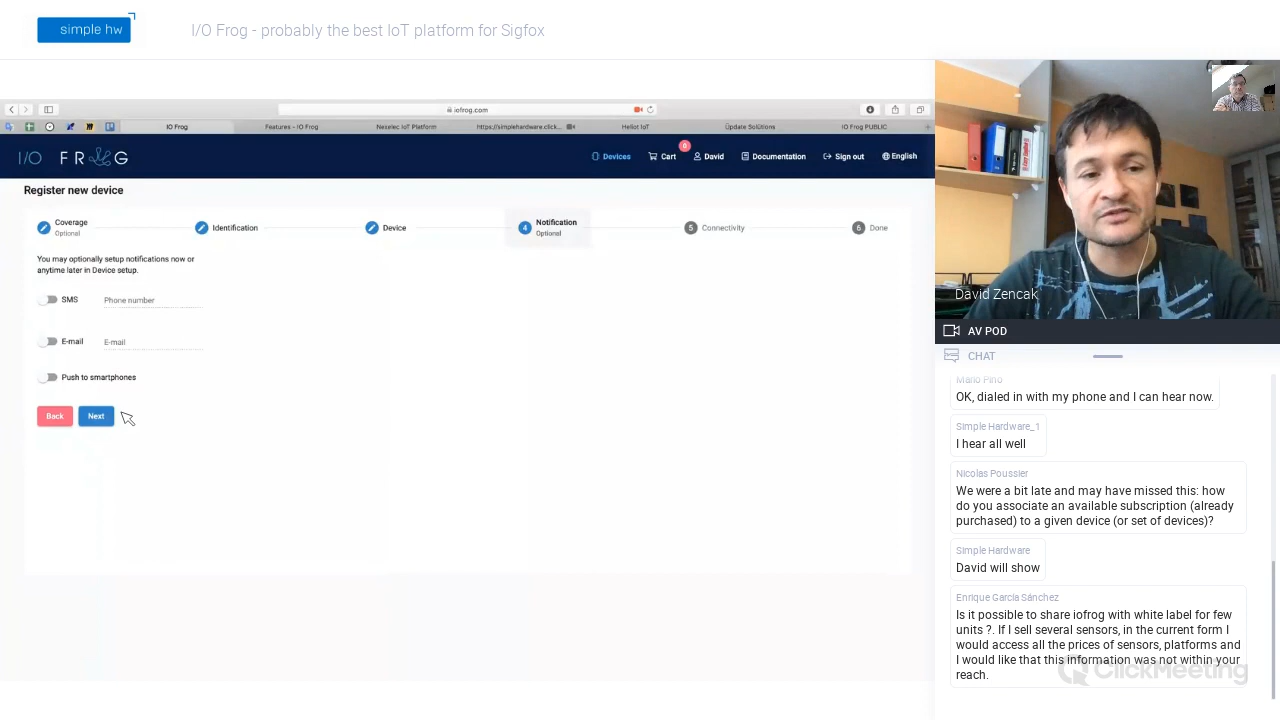 simple hw
I/O Frog - probably the best IoT platform for Sigfox
iofrog.com
IO Frog
Features - IO Frog
Nexelec IoT Platform
https://simplehardware.click...
Hello! IoT
Update Solutions
IO Frog PUBLIC
I/O FROG
Devices
Cart
0
David
Documentation
Sign out
English
Register new device
Coverage
Optional
Identification
Device
4
Notification
Optional
5
Connectivity
6
Done
You may optionally setup notifications now or
anytime later in Device setup.
SMS
Phone number
E-mail
E-mail
Push to smartphones
Back
Next
David Zencak
AV POD
CHAT
Mario Pino
OK, dialed in with my phone and I can hear now.
Simple Hardware_1
I hear all well
Nicolas Poussier
We were a bit late and may have missed this: how
do you associate an available subscription (already
purchased) to a given device (or set of devices)?
Simple Hardware
David will show
Enrique García Sánchez
Is it possible to share iofrog with white label for few
units ?. If I sell several sensors, in the current form I
would access all the prices of sensors, platforms and
I would like that this information was not within your
reach.
ClickMeeting